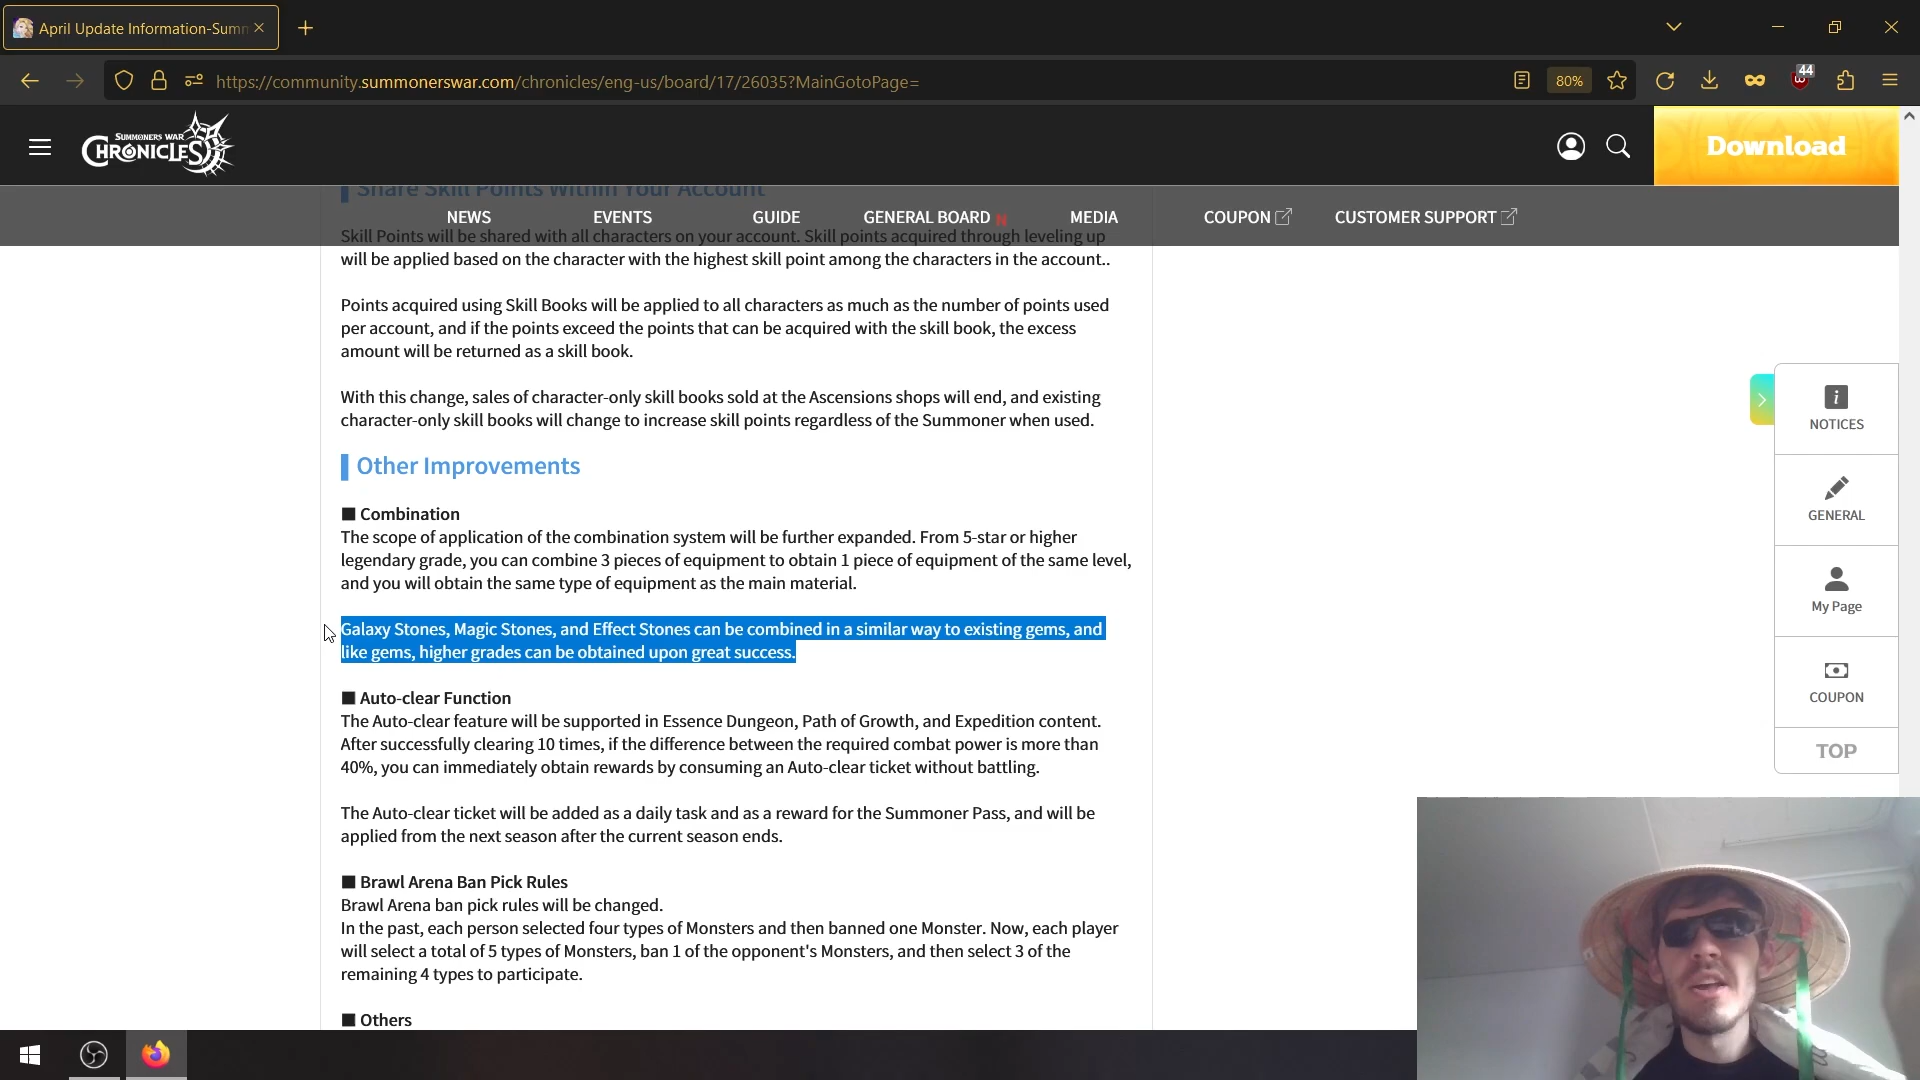 April Update Information-Summ
https://community.summonerswar.com/chronicles/eng-us/board/17/26035?MainGotoPage=
80%
44
SUMMONERS WAR
CHRONICLES
Download
Share Skill Points Within Your Account
NEWS
EVENTS
GUIDE
GENERAL BOARD N
MEDIA
COUPON
CUSTOMER SUPPORT
Skill Points will be shared with all characters on your account. Skill points acquired through leveling up
will be applied based on the character with the highest skill point among the characters in the account..
Points acquired using Skill Books will be applied to all characters as much as the number of points used
per account, and if the points exceed the points that can be acquired with the skill book, the excess
amount will be returned as a skill book.
With this change, sales of character-only skill books sold at the Ascensions shops will end, and existing
character-only skill books will change to increase skill points regardless of the Summoner when used.
Other Improvements
■ Combination
The scope of application of the combination system will be further expanded. From 5-star or higher
legendary grade, you can combine 3 pieces of equipment to obtain 1 piece of equipment of the same level,
and you will obtain the same type of equipment as the main material.
Galaxy Stones, Magic Stones, and Effect Stones can be combined in a similar way to existing gems, and
like gems, higher grades can be obtained upon great success.
■ Auto-clear Function
The Auto-clear feature will be supported in Essence Dungeon, Path of Growth, and Expedition content.
After successfully clearing 10 times, if the difference between the required combat power is more than
40%, you can immediately obtain rewards by consuming an Auto-clear ticket without battling.
The Auto-clear ticket will be added as a daily task and as a reward for the Summoner Pass, and will be
applied from the next season after the current season ends.
■ Brawl Arena Ban Pick Rules
Brawl Arena ban pick rules will be changed.
In the past, each person selected four types of Monsters and then banned one Monster. Now, each player
will select a total of 5 types of Monsters, ban 1 of the opponent's Monsters, and then select 3 of the
remaining 4 types to participate.
■ Others
NOTICES
GENERAL
My Page
COUPON
TOP